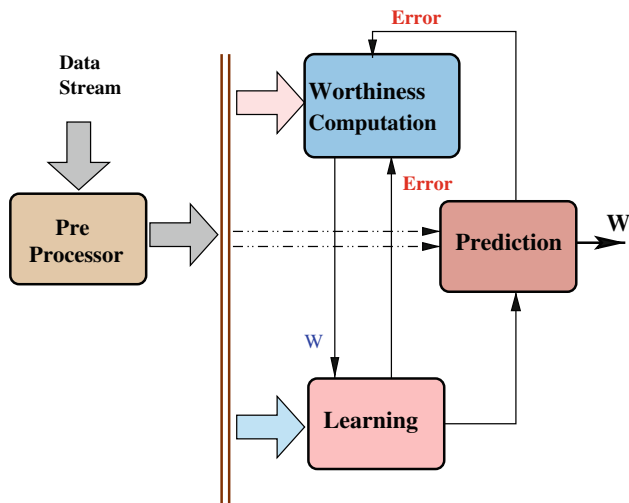 Error
Data
Stream
Worthiness
Computation
Error
Pre
Processor
Prediction
W
W
Learning